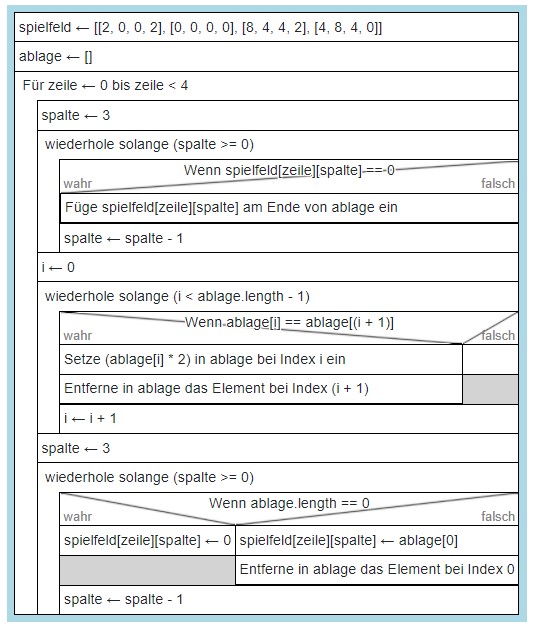 spielfeld ← [[2, 0, 0, 2], [0, 0, 0, 0], [8, 4, 4, 2], [4, 8, 4, 0]]
ablage ← []
Für zeile ← 0 bis zeile < 4
spalte ← 3
wiederhole solange (spalte >= 0)
Wenn spielfeld[zeile][spalte] == 0
wahr falsch
Füge spielfeld[zeile][spalte] am Ende von ablage ein
spalte ← spalte - 1
i ← 0
wiederhole solange (i < ablage.length - 1)
Wenn ablage[i] == ablage[(i + 1)]
wahr falsch
Setze (ablage[i] * 2) in ablage bei Index i ein
Entferne in ablage das Element bei Index (i + 1)
i ← i + 1
spalte ← 3
wiederhole solange (spalte >= 0)
Wenn ablage.length == 0
wahr falsch
spielfeld[zeile][spalte] ← 0 spielfeld[zeile][spalte] ← ablage[0]
Entferne in ablage das Element bei Index 0
spalte ← spalte - 1